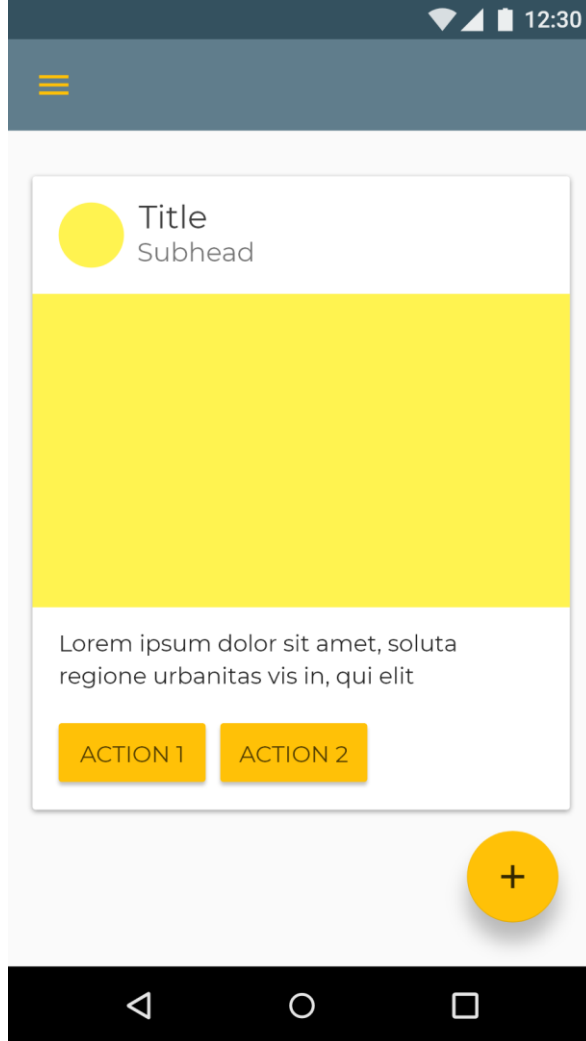 12:30
Title
Subhead
Lorem ipsum dolor sit amet, soluta
regione urbanitas vis in, qui elit
ACTION 1 ACTION 2